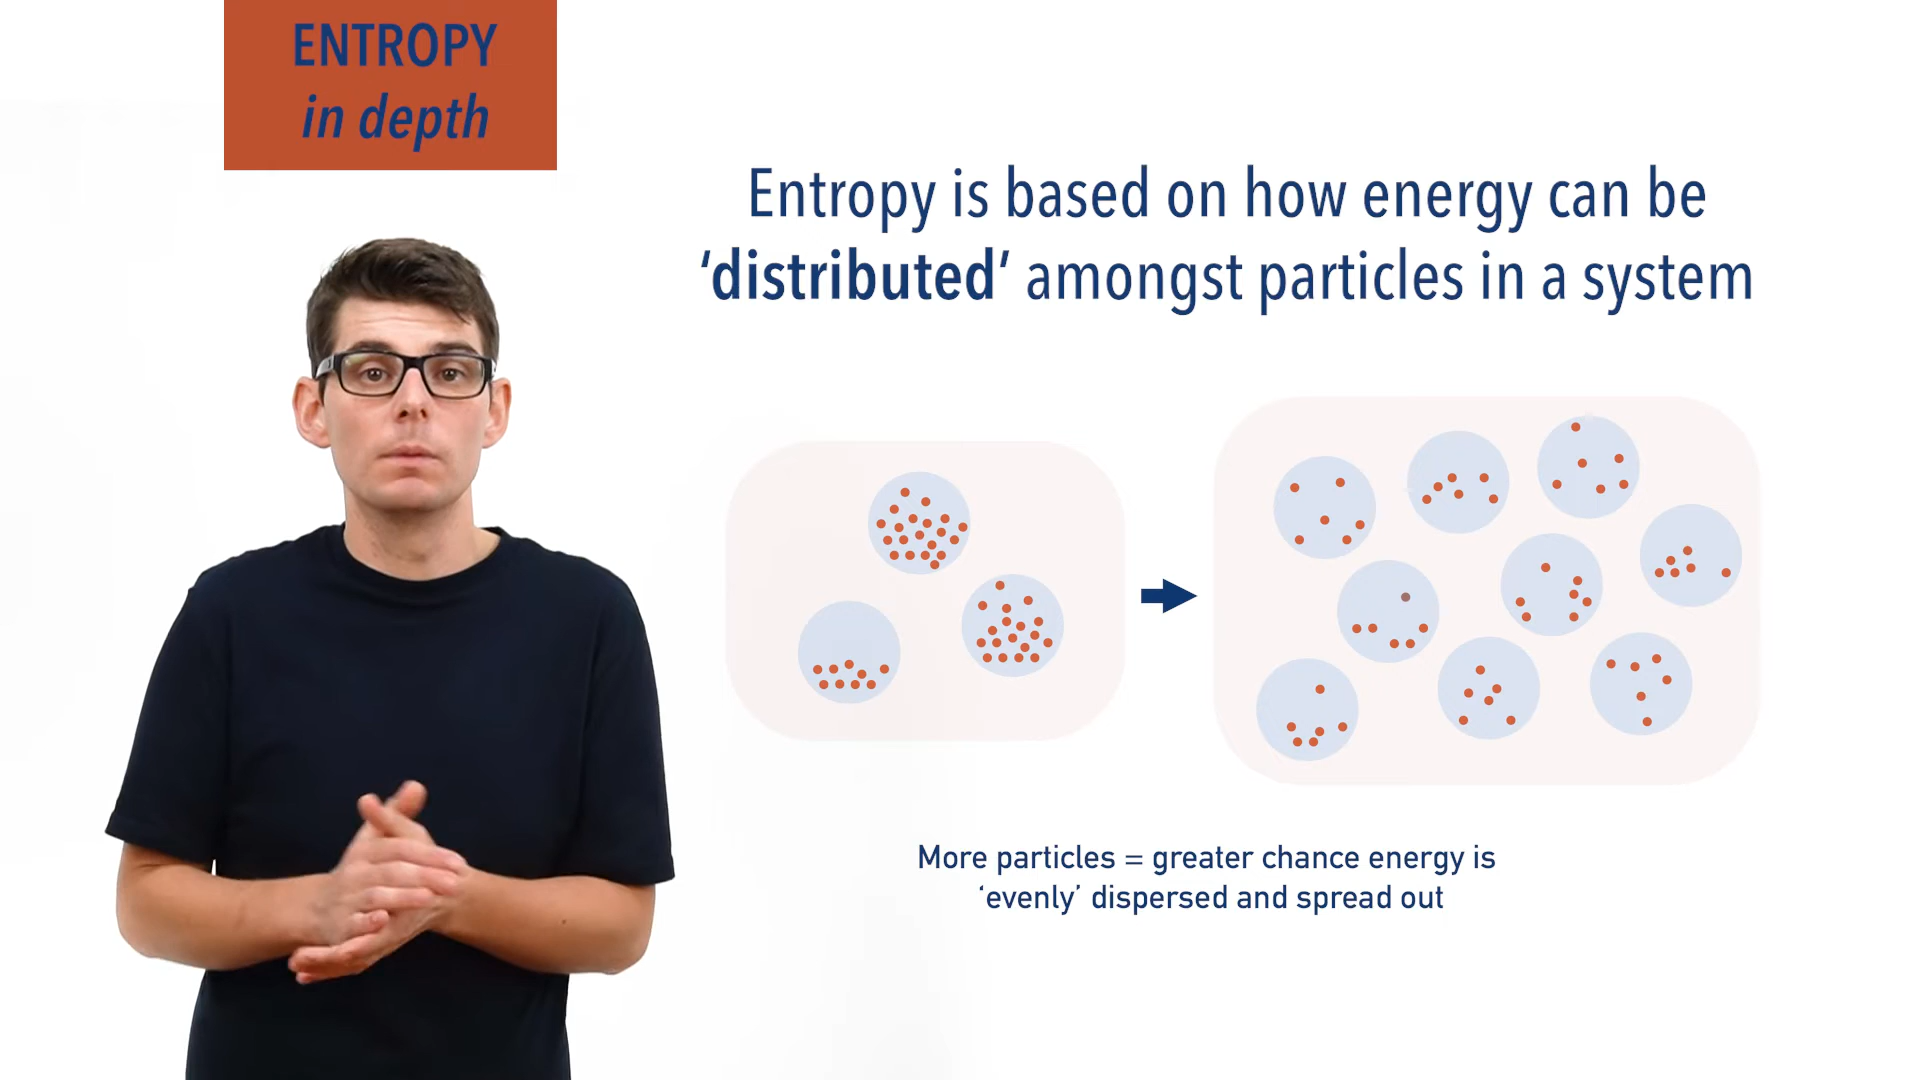 ENTROPY
in depth
Entropy is based on how energy can be
‘distributed’ amongst particles in a system
More particles = greater chance energy is
‘evenly’ dispersed and spread out